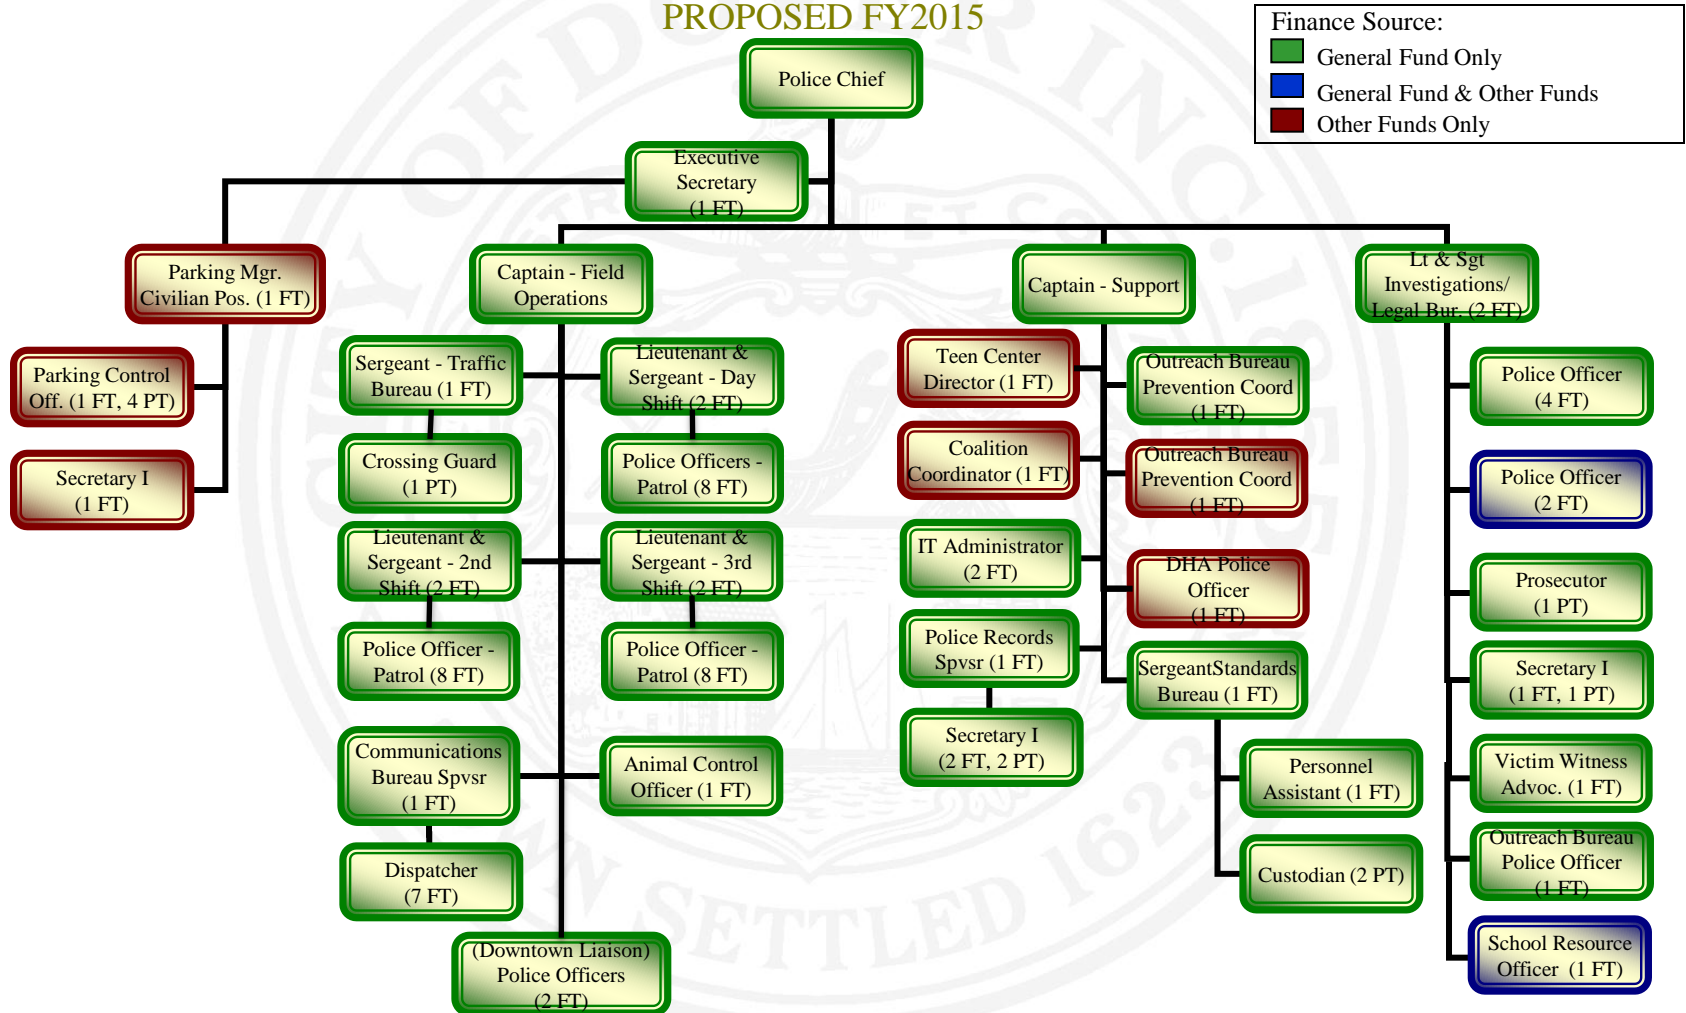 PROPOSED FY2015
Finance Source:
General Fund Only
General Fund & Other Funds
Other Funds Only
Police Chief
Executive
Secretary
(1 FT)
Parking Mgr.
Civilian Pos. (1 FT)
Captain - Field
Operations
Captain - Support
Lt & Sgt
Investigations/
Legal Bur. (2 FT)
Parking Control
Off. (1 FT, 4 PT)
Secretary I
(1 FT)
Sergeant - Traffic
Bureau (1 FT)
Lieutenant &
Sergeant - Day
Shift (2 FT)
Crossing Guard
(1 PT)
Police Officers -
Patrol (8 FT)
Lieutenant &
Sergeant - 2nd
Shift (2 FT)
Lieutenant &
Sergeant - 3rd
Shift (2 FT)
Police Officer -
Patrol (8 FT)
Police Officer -
Patrol (8 FT)
Communications
Bureau Spvsr
(1 FT)
Animal Control
Officer (1 FT)
Dispatcher
(7 FT)
(Downtown Liaison)
Police Officers
(2 FT)
Teen Center
Director (1 FT)
Outreach Bureau
Prevention Coord
(1 FT)
Coalition
Coordinator (1 FT)
Outreach Bureau
Prevention Coord
(1 FT)
IT Administrator
(2 FT)
DHA Police
Officer
(1 FT)
Police Records
Spvsr (1 FT)
SergeantStandards
Bureau (1 FT)
Secretary I
(2 FT, 2 PT)
Personnel
Assistant (1 FT)
Custodian (2 PT)
Police Officer
(4 FT)
Police Officer
(2 FT)
Prosecutor
(1 PT)
Secretary I
(1 FT, 1 PT)
Victim Witness
Advoc. (1 FT)
Outreach Bureau
Police Officer
(1 FT)
School Resource
Officer (1 FT)